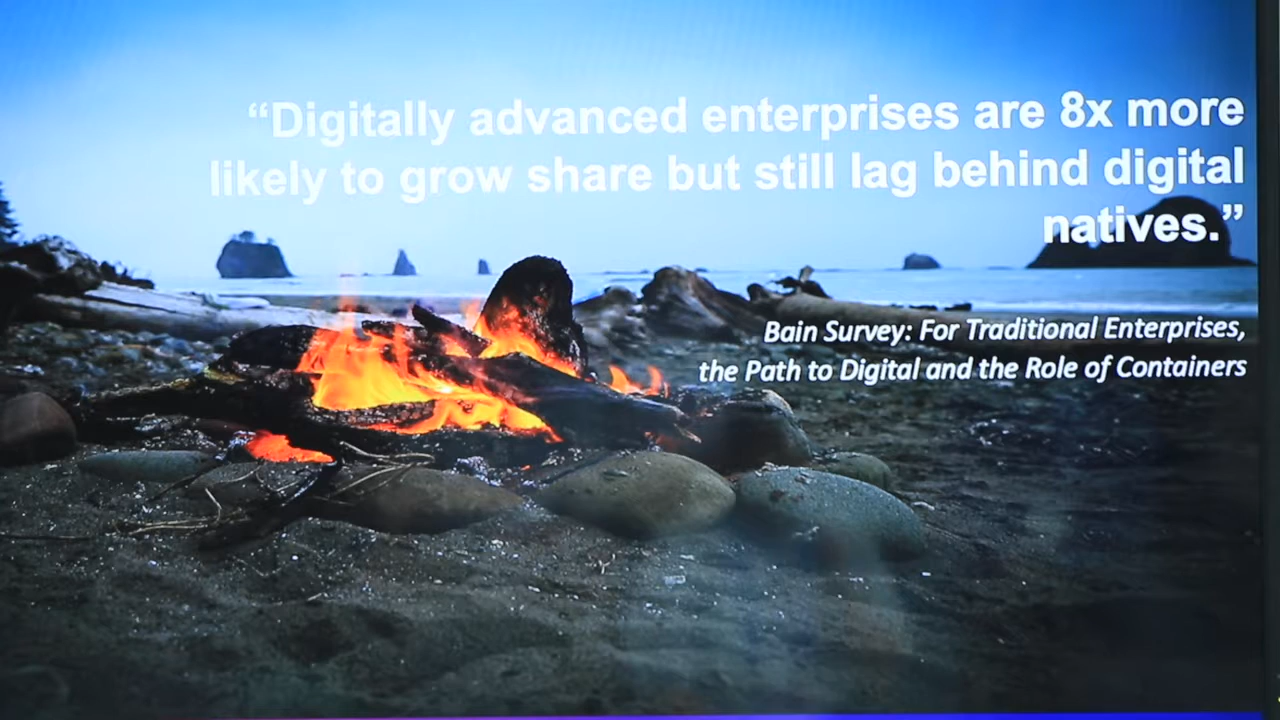 “Digitally advanced enterprises are 8x more
likely to grow share but still lag behind digital
natives.”
Bain Survey: For Traditional Enterprises,
the Path to Digital and the Role of Containers